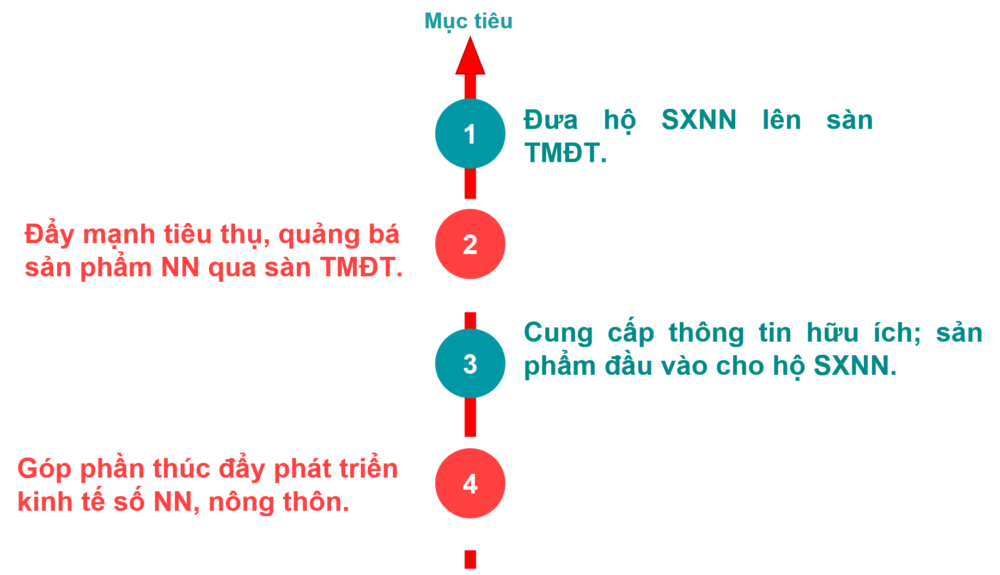 Mục tiêu
1
Đưa hộ SXNN lên sàn
TMĐT.
2
Đẩy mạnh tiêu thụ, quảng bá
sản phẩm NN qua sàn TMĐT.
3
Cung cấp thông tin hữu ích; sản
phẩm đầu vào cho hộ SXNN.
4
Góp phần thúc đẩy phát triển
kinh tế số NN, nông thôn.